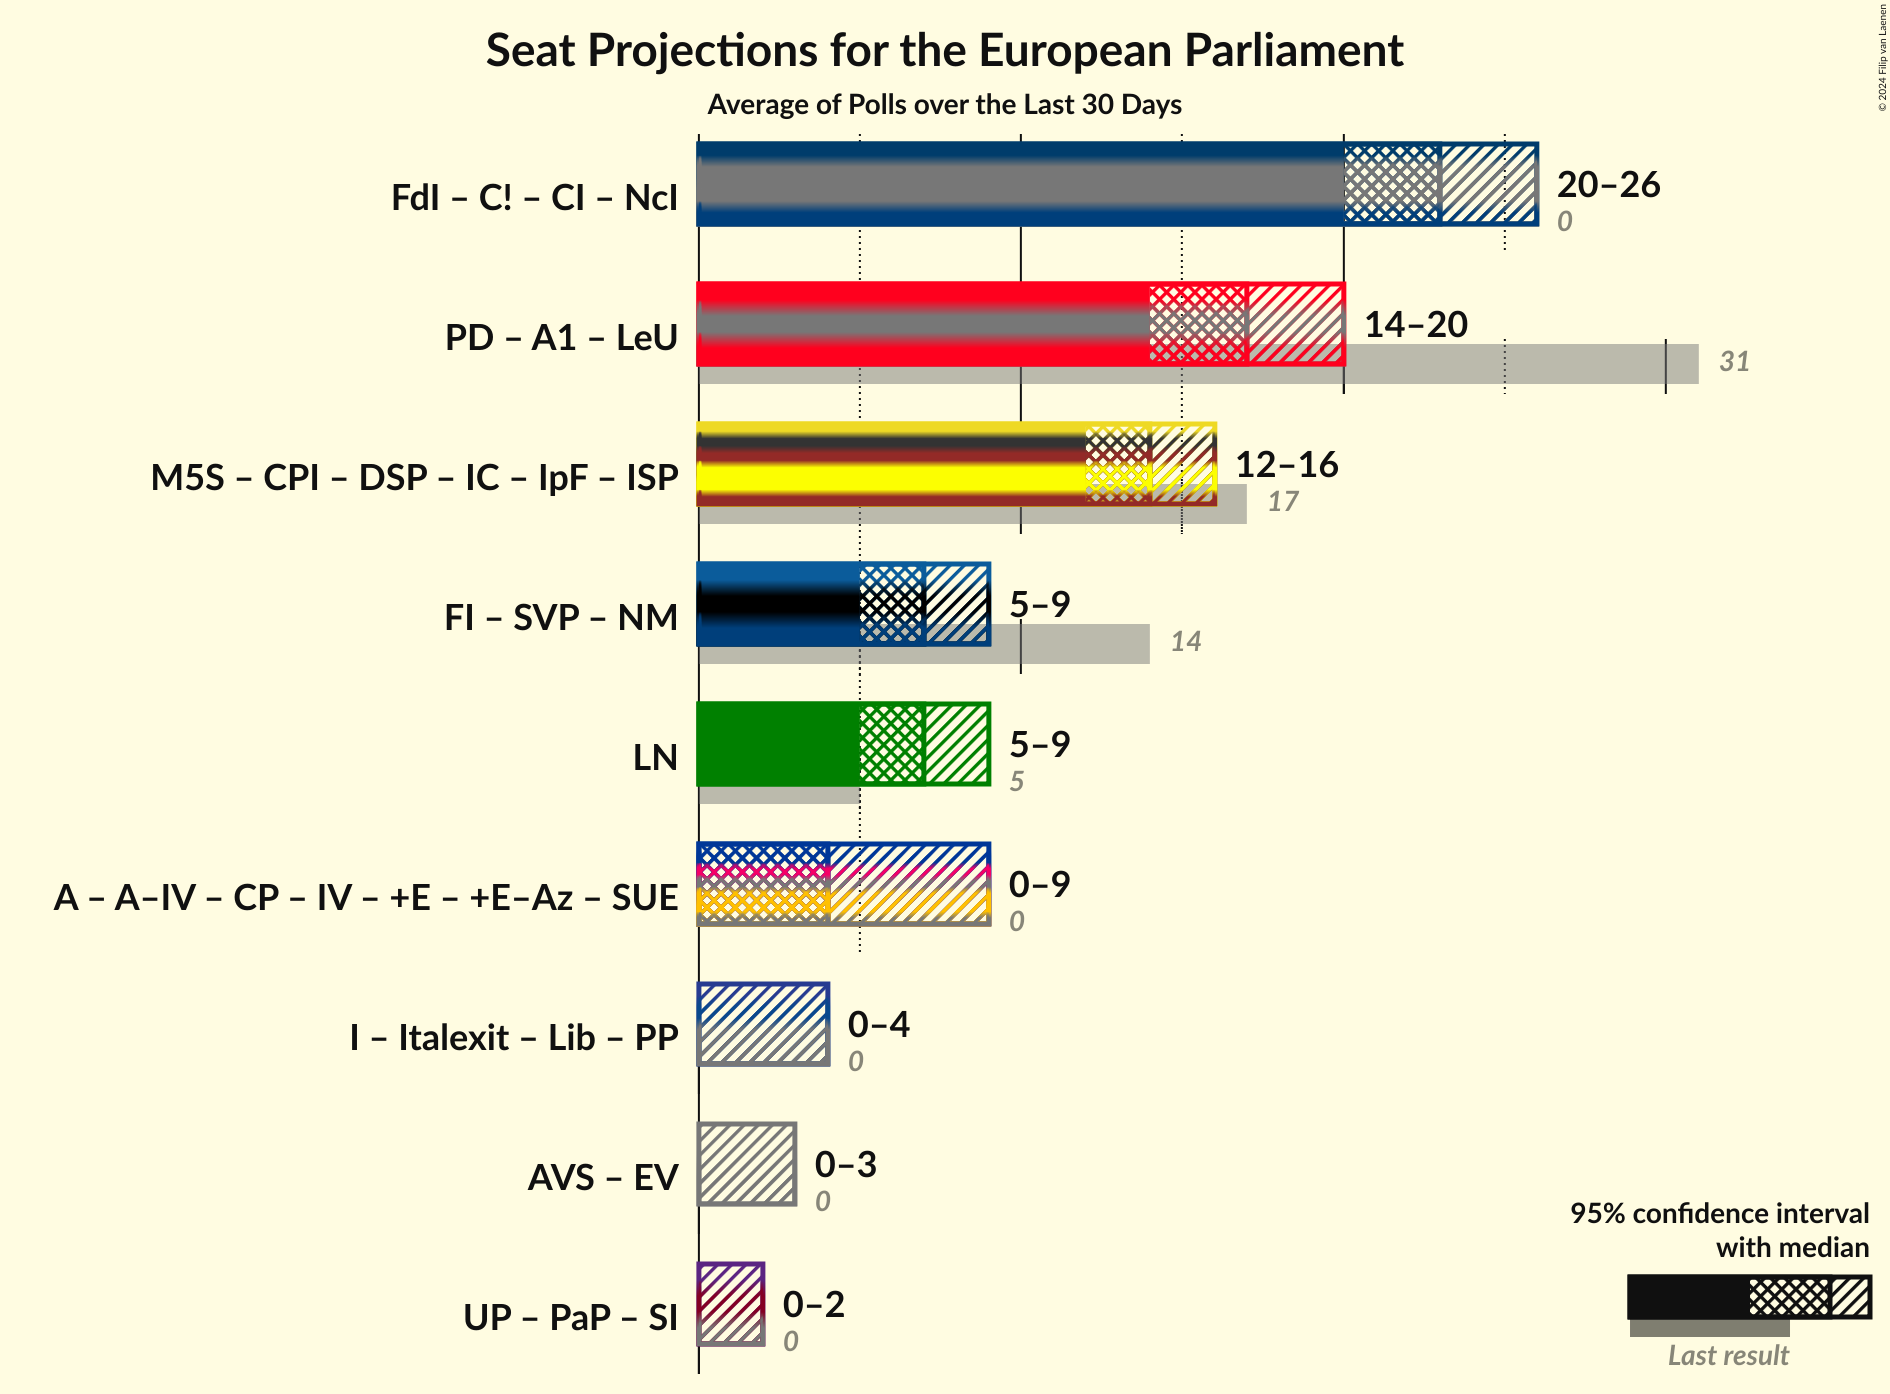 Seat Projections for the European Parliament
Average of Polls over the Last 30 Days
© 2024 Filip van Laenen
FdI – C! – CI – NcI
20–26
0
PD – A1 – LeU
14–20
31
M5S – CPI – DSP – IC – IpF – ISP
12–16
17
FI – SVP – NM
5–9
14
LN
5–9
5
A – A–IV – CP – IV – +E – +E–Az – SUE
0–9
0
I – Italexit – Lib – PP
0–4
0
AVS – EV
0–3
0
UP – PaP – SI
0–2
0
95% confidence interval
with median
Last result